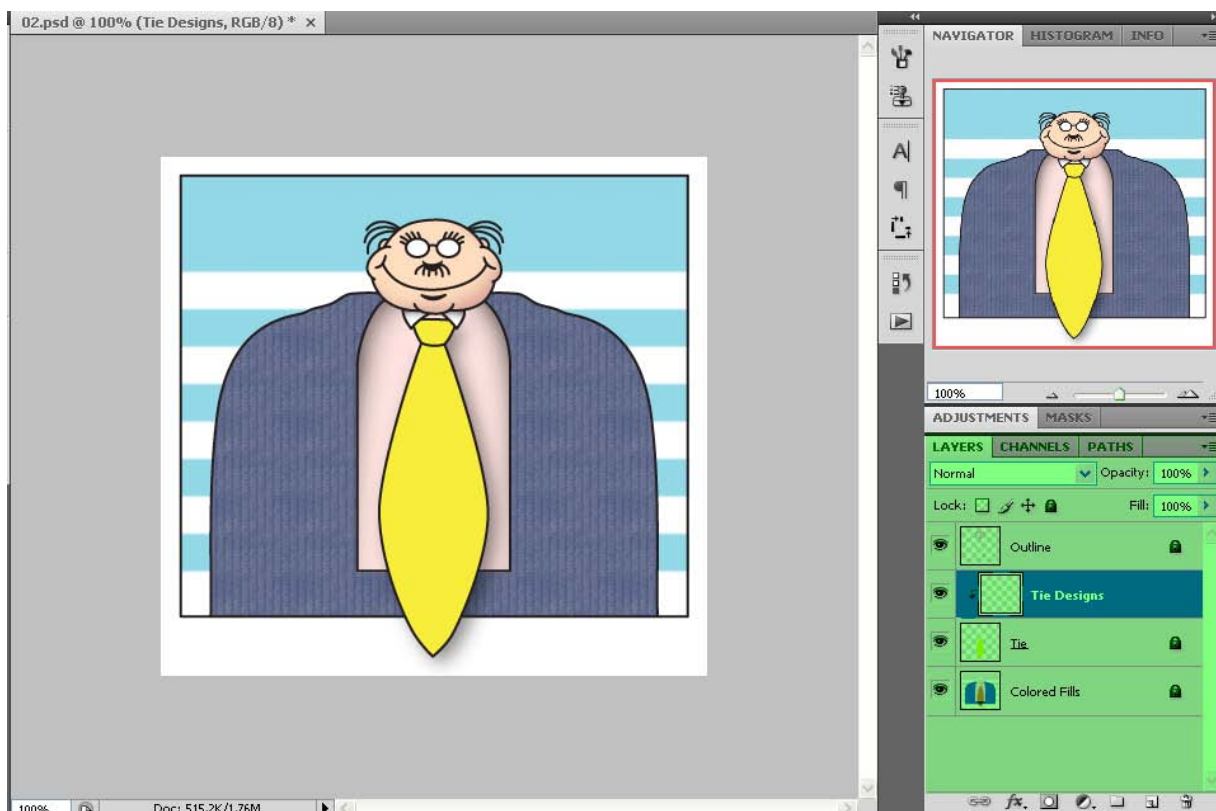 02.psd @ 100% (Tie Designs, RGB/8) * ×
NAVIGATOR HISTOGRAM INFO
100%
ADJUSTMENTS MASKS
LAYERS CHANNELS PATHS
Normal Opacity: 100%
Lock: Fill: 100%
Outline
Tie Designs
Tie
Colored Fills
100% Doc: 515.2K/1.76M
fx.